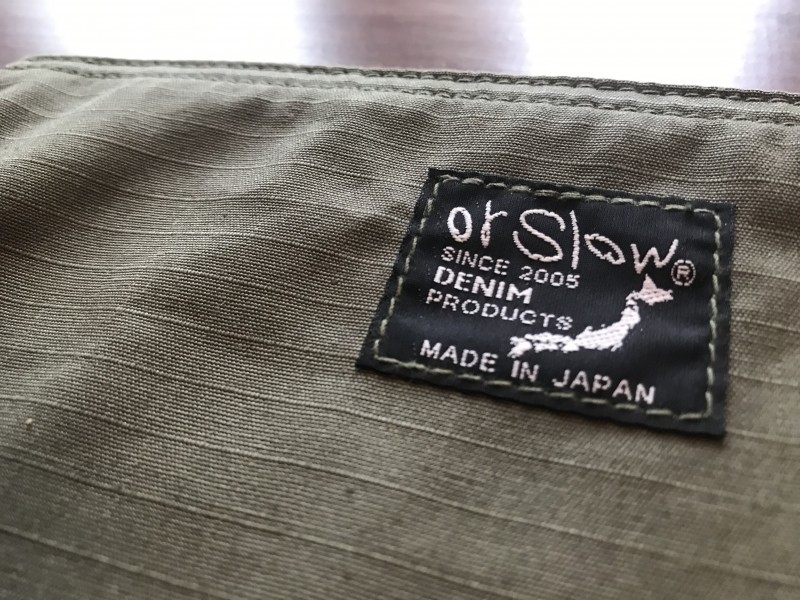 orSlow®
SINCE 2005
DENIM
PRODUCTS
MADE IN JAPAN